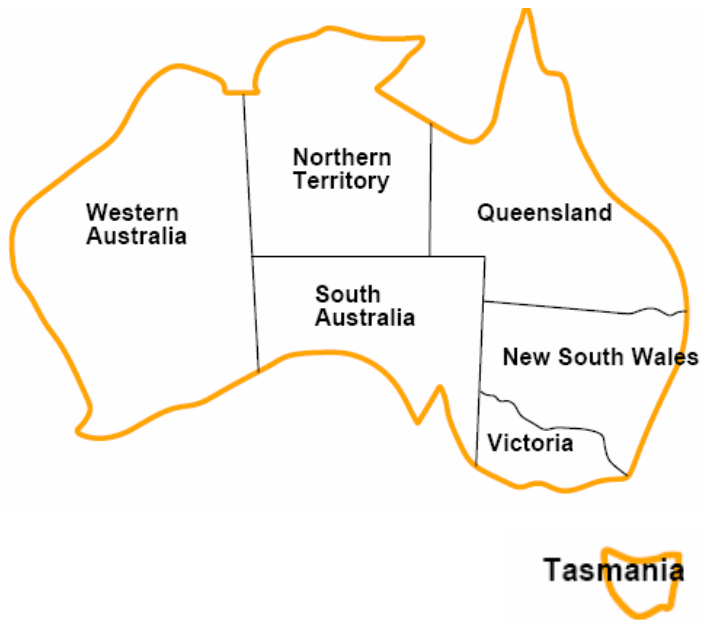 Northern
Territory
Western
Australia
Queensland
South
Australia
New South Wales
Victoria
Tasmania